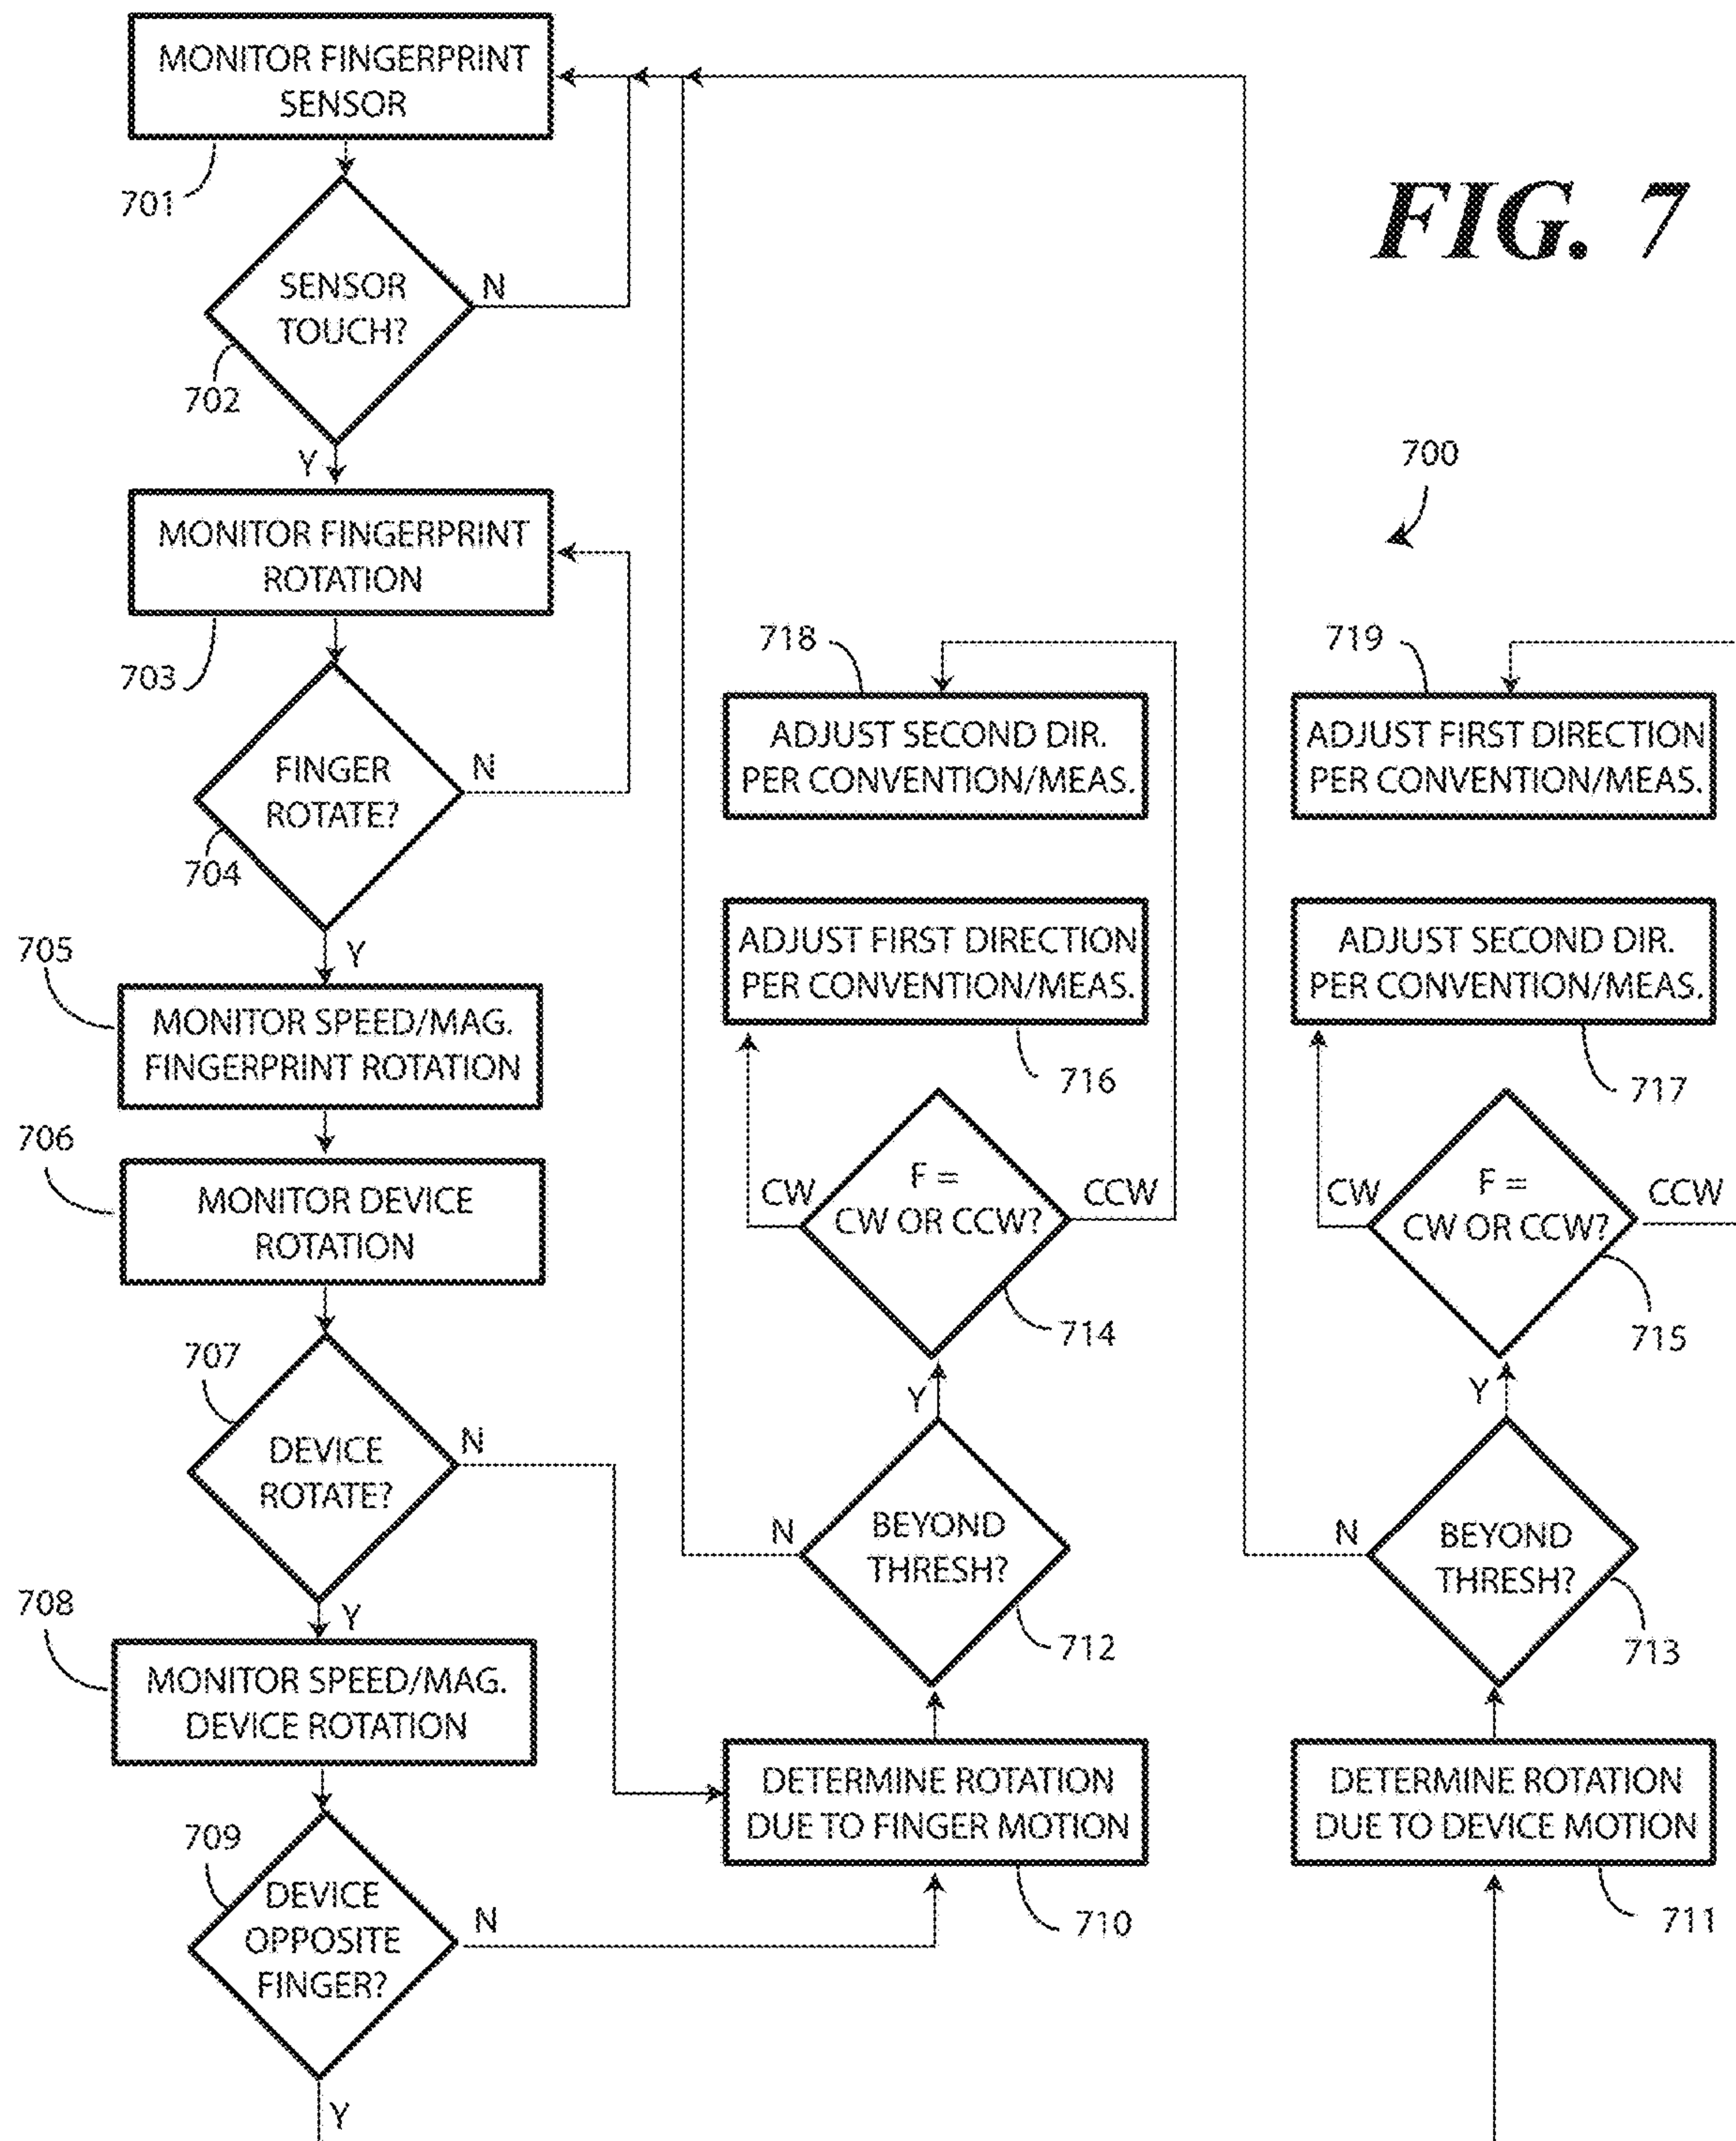 MONITOR FINGERPRINT
SENSOR
701
FIG. 7
SENSOR
TOUCH?
N
702
Y
700
MONITOR FINGERPRINT
ROTATION
703
FINGER
ROTATE?
N
704
Y
705
MONITOR SPEED/MAG.
FINGERPRINT ROTATION
706
MONITOR DEVICE
ROTATION
707
DEVICE
ROTATE?
N
Y
708
MONITOR SPEED/MAG.
DEVICE ROTATION
709
DEVICE
OPPOSITE
FINGER?
N
Y
718
ADJUST SECOND DIR.
PER CONVENTION/MEAS.
ADJUST FIRST DIRECTION
PER CONVENTION/MEAS.
716
CW
F =
CW OR CCW?
CCW
714
Y
N
BEYOND
THRESH?
712
DETERMINE ROTATION
DUE TO FINGER MOTION
710
719
ADJUST FIRST DIRECTION
PER CONVENTION/MEAS.
ADJUST SECOND DIR.
PER CONVENTION/MEAS.
717
CW
F =
CW OR CCW?
CCW
715
Y
N
BEYOND
THRESH?
713
DETERMINE ROTATION
DUE TO DEVICE MOTION
711